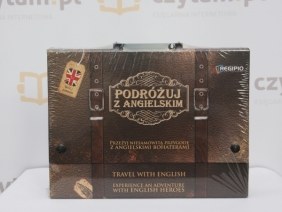 czytam.pl
REGIPIO
PODRÓŻUJ
Z ANGIELSKIM
PRZEŻYJ NIESAMOWITĄ PRZYGODĘ
Z ANGIELSKIMI BOHATERAMI
TRAVEL WITH ENGLISH
EXPERIENCE AN ADVENTURE
WITH ENGLISH HEROES